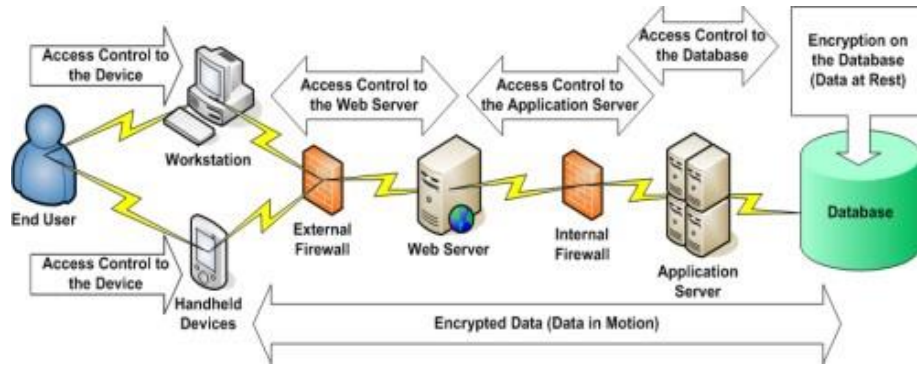 Access Control to
the Device
Workstation
End User
Access Control to
the Device
Handheld
Devices
Access Control to
the Web Server
External
Firewall
Web Server
Access Control to
the Application Server
Internal
Firewall
Access Control to
the Database
Application
Server
Encryption on
the Database
(Data at Rest)
Database
Encrypted Data (Data in Motion)